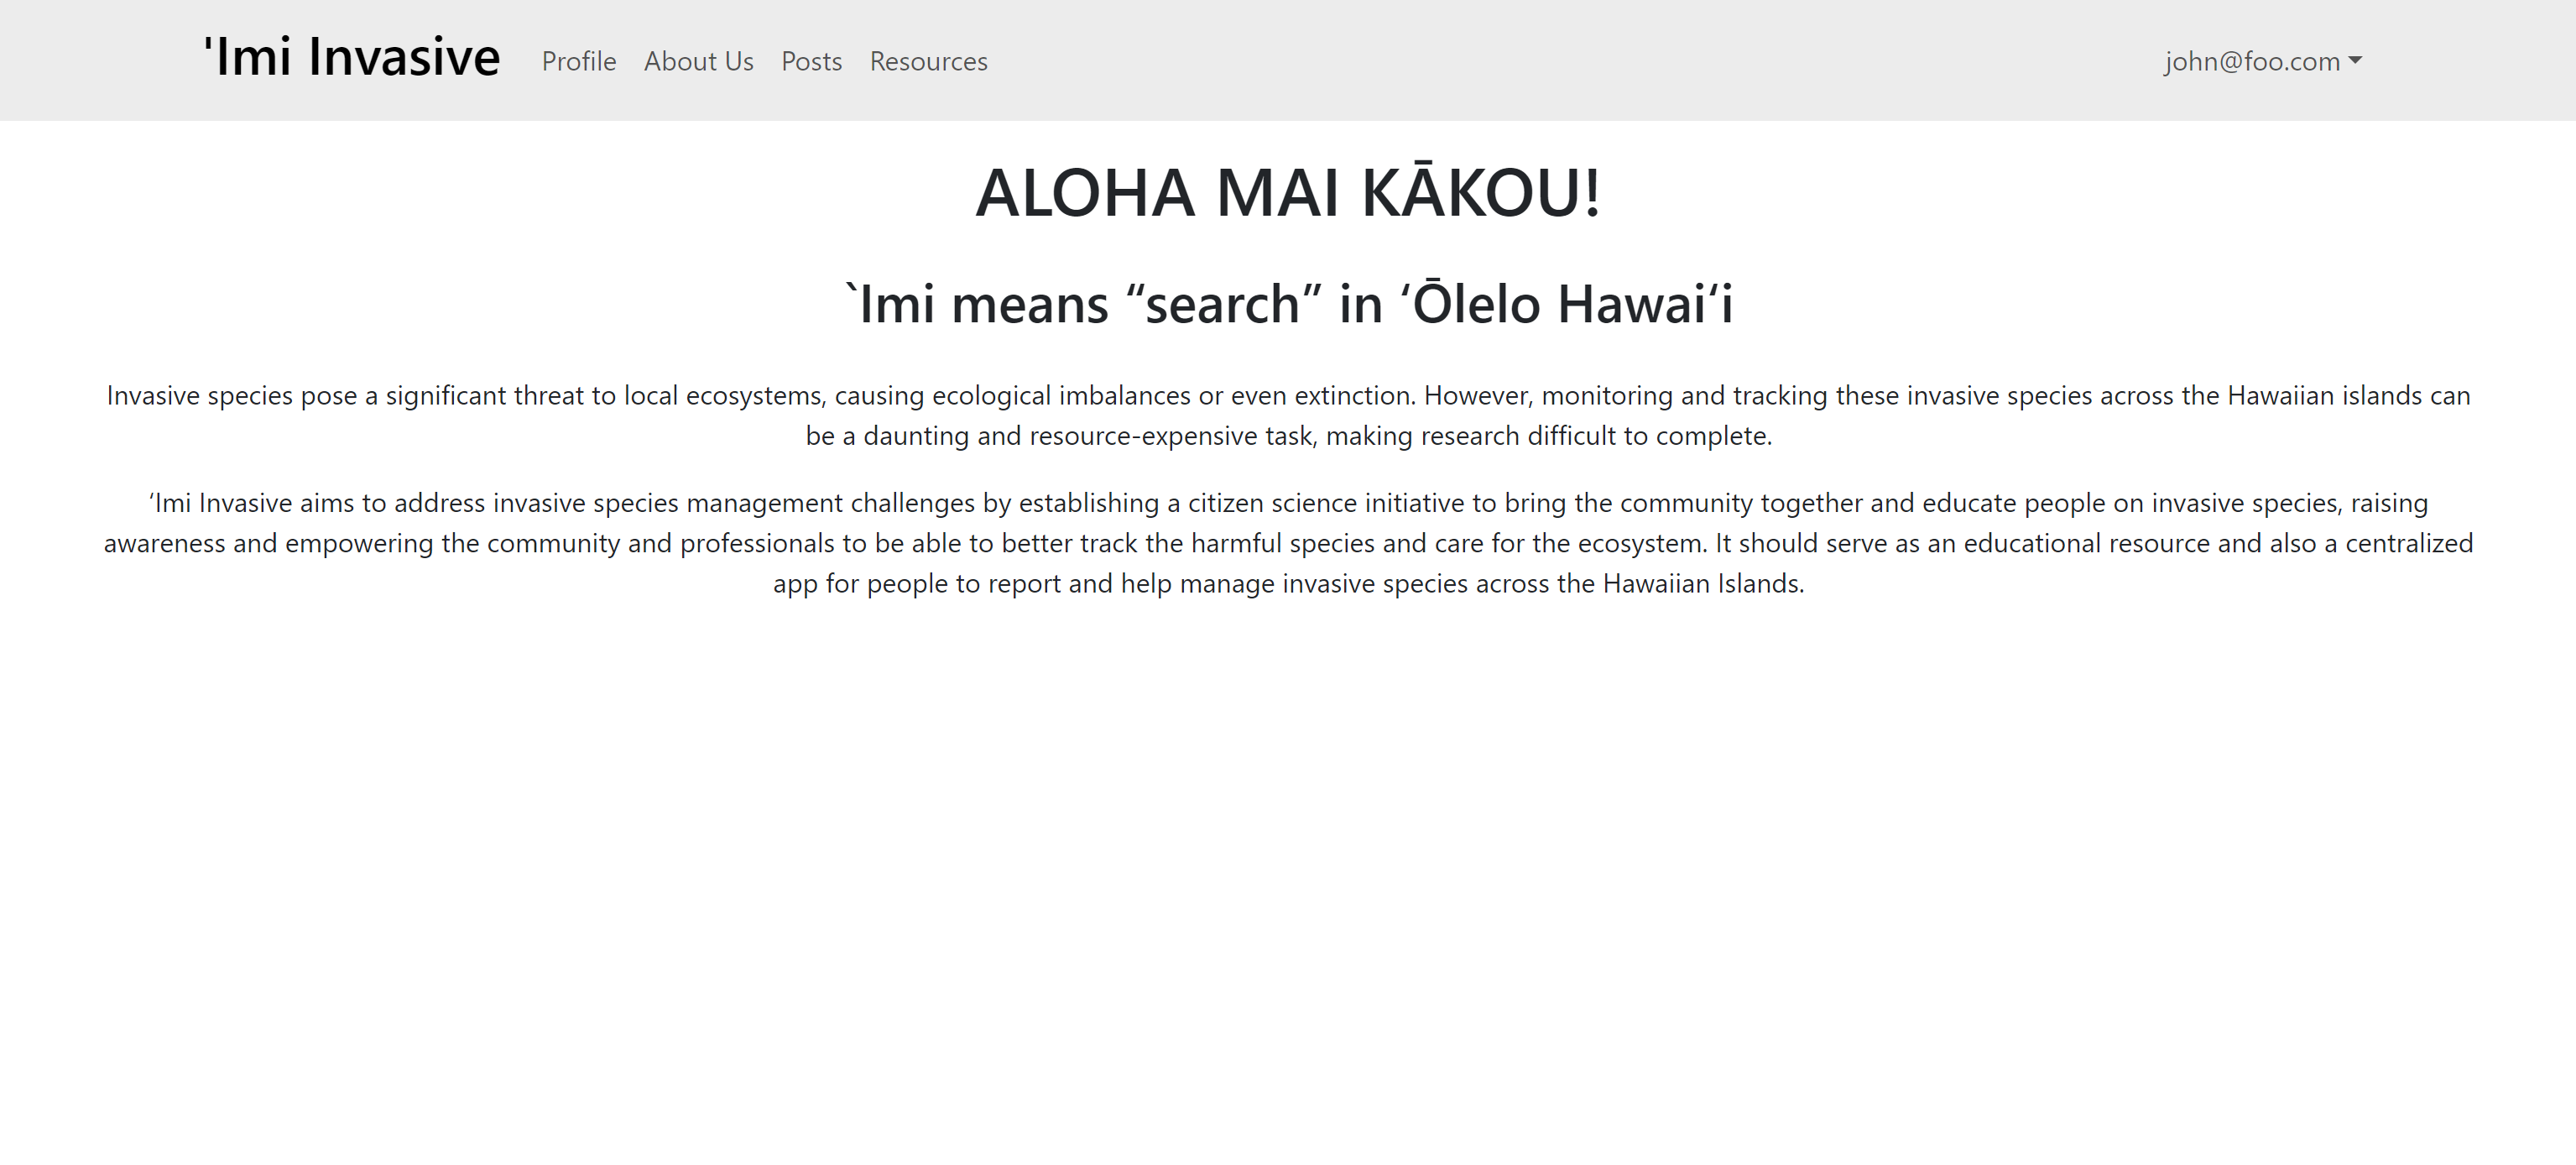 'Imi Invasive Profile About Us Posts Resources john@foo.com
ALOHA MAI KĀKOU!
`Imi means “search” in ‘Ōlelo Hawai‘i
Invasive species pose a significant threat to local ecosystems, causing ecological imbalances or even extinction. However, monitoring and tracking these invasive species across the Hawaiian islands can
be a daunting and resource-expensive task, making research difficult to complete.
‘Imi Invasive aims to address invasive species management challenges by establishing a citizen science initiative to bring the community together and educate people on invasive species, raising
awareness and empowering the community and professionals to be able to better track the harmful species and care for the ecosystem. It should serve as an educational resource and also a centralized
app for people to report and help manage invasive species across the Hawaiian Islands.